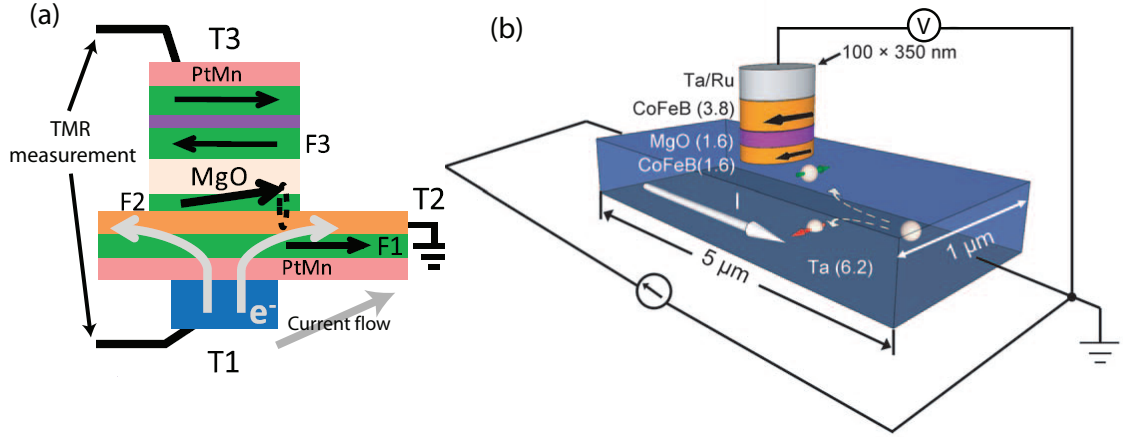 (a)
T3
PtMn
TMR
measurement
F3
MgO
F2
T2
F1
PtMn
e-
Current flow
T1
(b)
V
100 × 350 nm
Ta/Ru
CoFeB (3.8)
MgO (1.6)
CoFeB(1.6)
I
5 µm
Ta (6.2)
1 µm